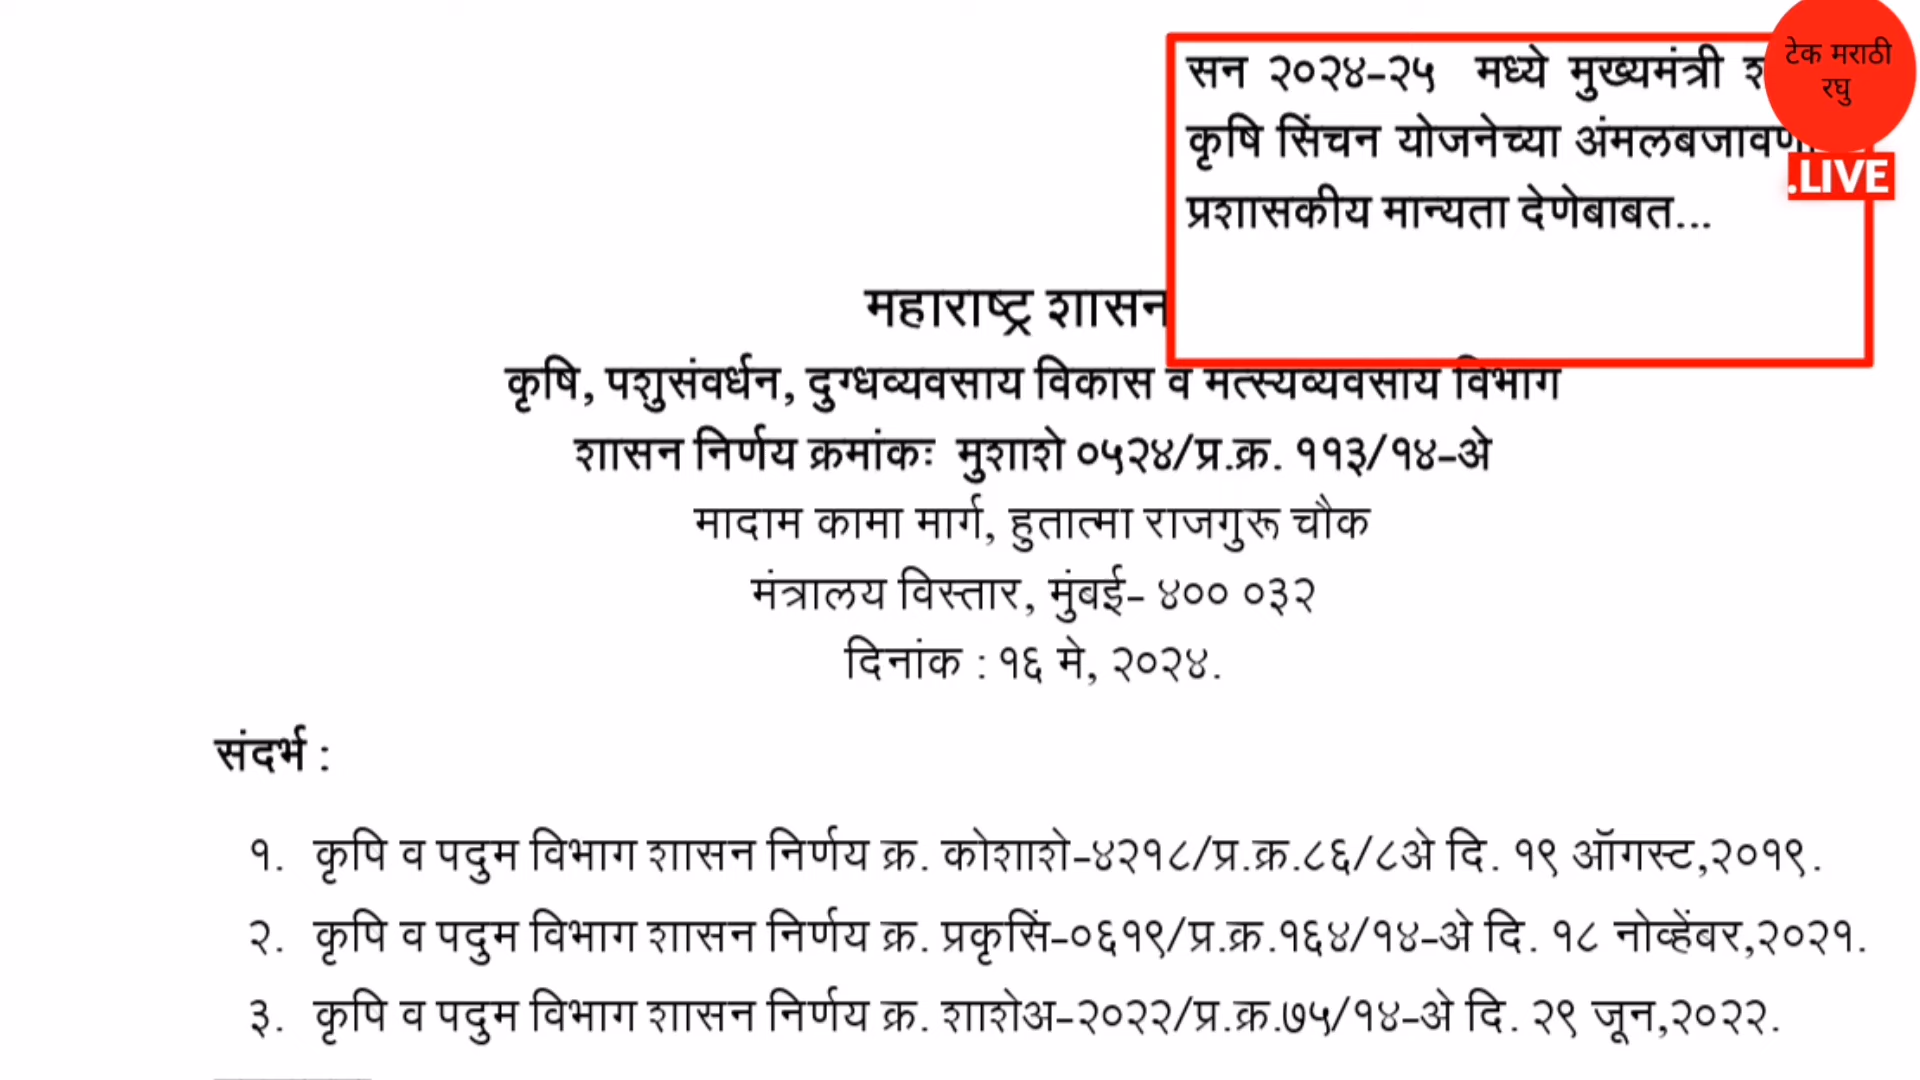 सन २०२४-२५ मध्ये मुख्यमंत्री
कृषि सिंचन योजनेच्या
प्रशासकीय मान्यता देणेबाबत...
टेक मराठी
रघु
.LIVE
महाराष्ट्र शासन
कृषि, पशुसंवर्धन, दुग्धव्यवसाय विकास व मत्स्यव्यवसाय विभाग
शासन निर्णय क्रमांकः मुशाशे ०५२४/प्र.क्र. ११३/१४-अे
मादाम कामा मार्ग, हुतात्मा राजगुरू चौक
मंत्रालय विस्तार, मुंबई- ४०० ०३२
दिनांक : १६ मे, २०२४.
संदर्भ :
१. कृषि व पदुम विभाग शासन निर्णय क्र. कोशाशे-४२१८/प्र.क्र.८६/८अे दि. १९ ऑगस्ट,२०१९.
२. कृषि व पदुम विभाग शासन निर्णय क्र. प्रकृसिं-०६१९/प्र.क्र.१६४/१४-अे दि. १८ नोव्हेंबर,२०२१.
३. कृषि व पदुम विभाग शासन निर्णय क्र. शाशेअ-२०२२/प्र.क्र.७५/१४-अे दि. २९ जून,२०२२.